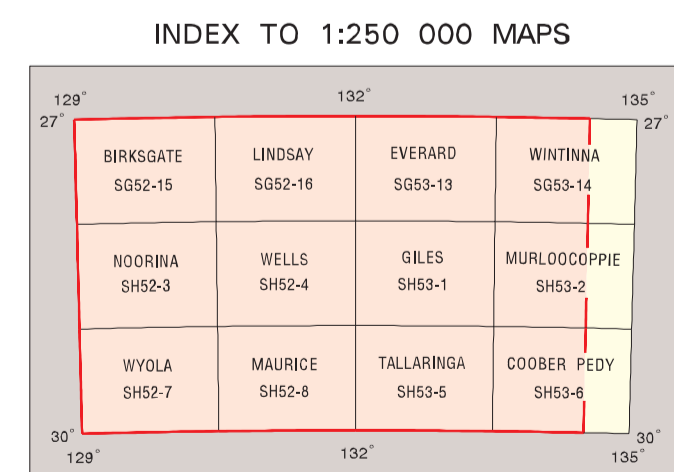 INDEX TO 1:250 000 MAPS
129° 132° 135°
27° 27°
BIRKSGATE LINDSAY EVERARD WINTINNA
SG52-15 SG52-16 SG53-13 SG53-14
NOORINA WELLS GILES MURLOOCOPPIE
SH52-3 SH52-4 SH53-1 SH53-2
WYOLA MAURICE TALLARINGA COOBER PEDY
SH52-7 SH52-8 SH53-5 SH53-6
30° 30°
129° 132° 135°